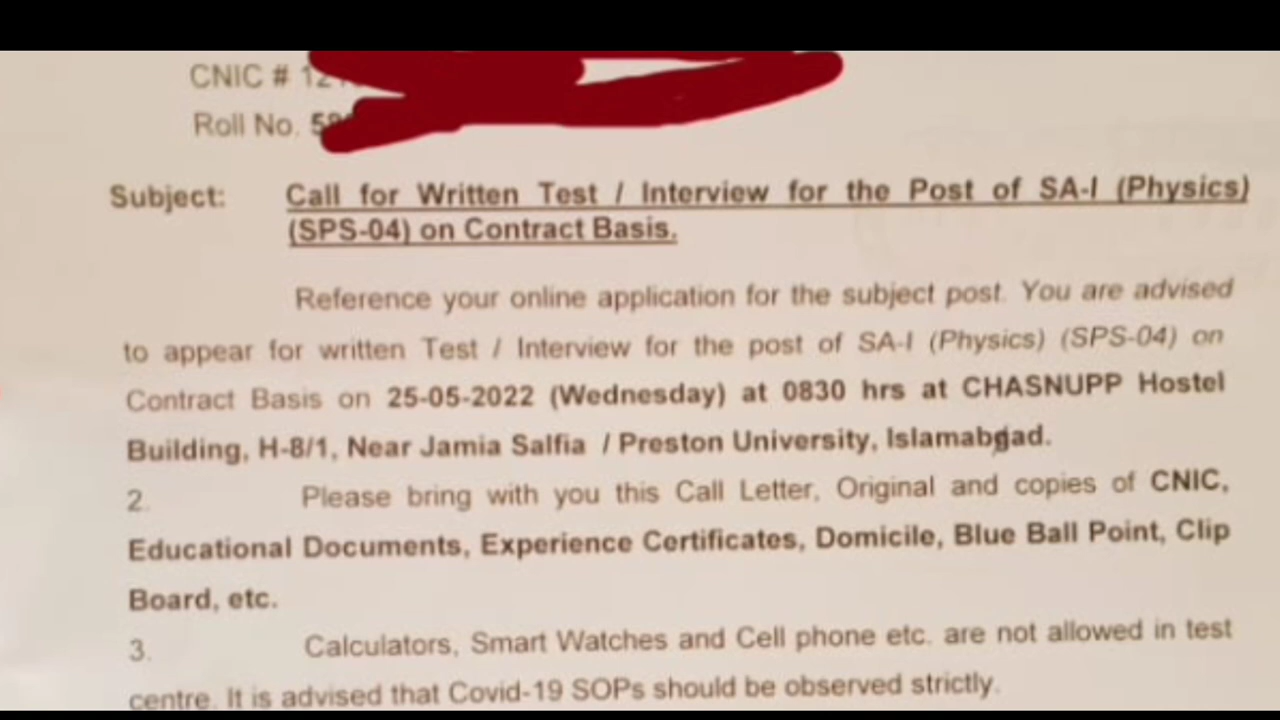 CNIC # 12
Roll No. 58
Subject: Call for Written Test / Interview for the Post of SA-I (Physics)
(SPS-04) on Contract Basis.
Reference your online application for the subject post. You are advised
to appear for written Test / Interview for the post of SA-I (Physics) (SPS-04) on
Contract Basis on 25-05-2022 (Wednesday) at 0830 hrs at CHASNUPP Hostel
Building, H-8/1, Near Jamia Salfia / Preston University, Islamabgad.
2. Please bring with you this Call Letter, Original and copies of CNIC,
Educational Documents, Experience Certificates, Domicile, Blue Ball Point, Clip
Board, etc.
3. Calculators, Smart Watches and Cell phone etc. are not allowed in test
centre. It is advised that Covid-19 SOPs should be observed strictly.